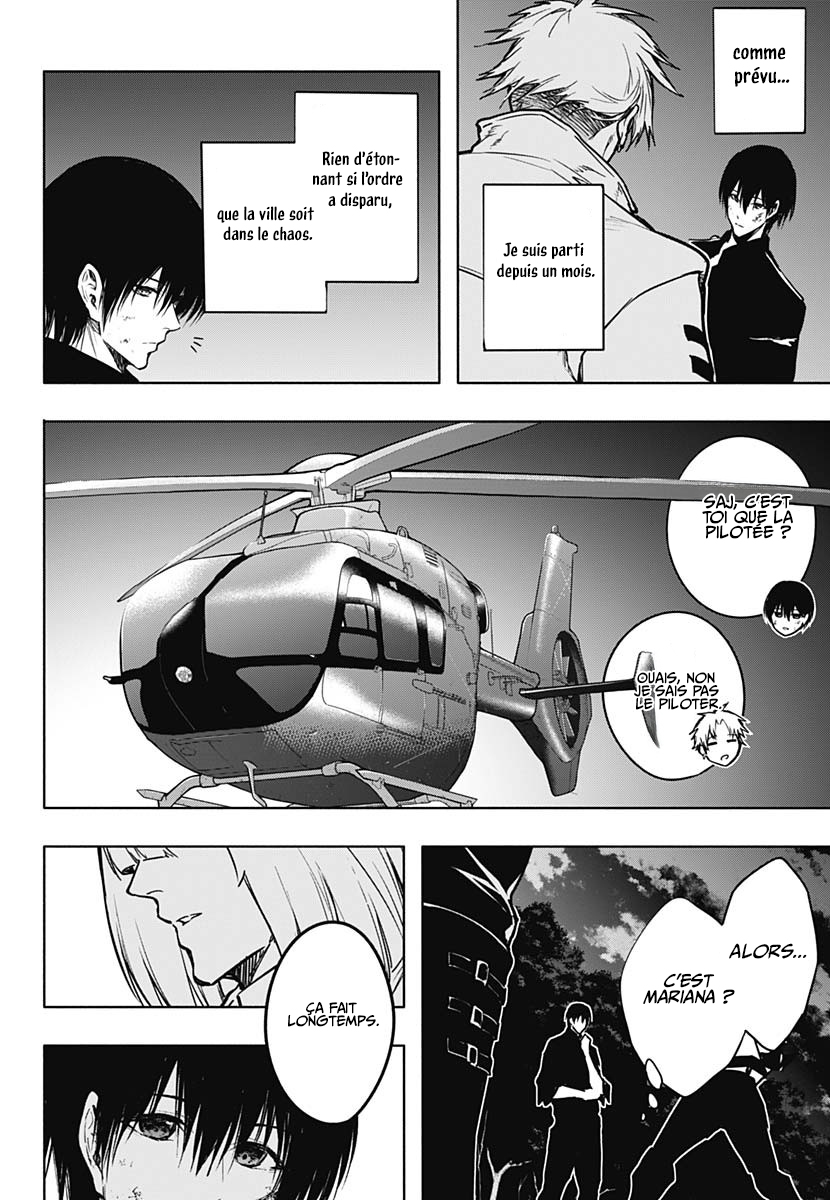 comme
prévu...
Je suis parti
depuis un mois.
Rien d'éton-
nant si l'ordre
a disparu,
que la ville soit
dans le chaos.
SAJ, C'EST
TOI QUE LA
PILOTÉE ?
OUAIS, NON
JE SAIS PAS
LE PILOTER.
ALORS...
C'EST
MARIANA ?
ÇA FAIT
LONGTEMPS.